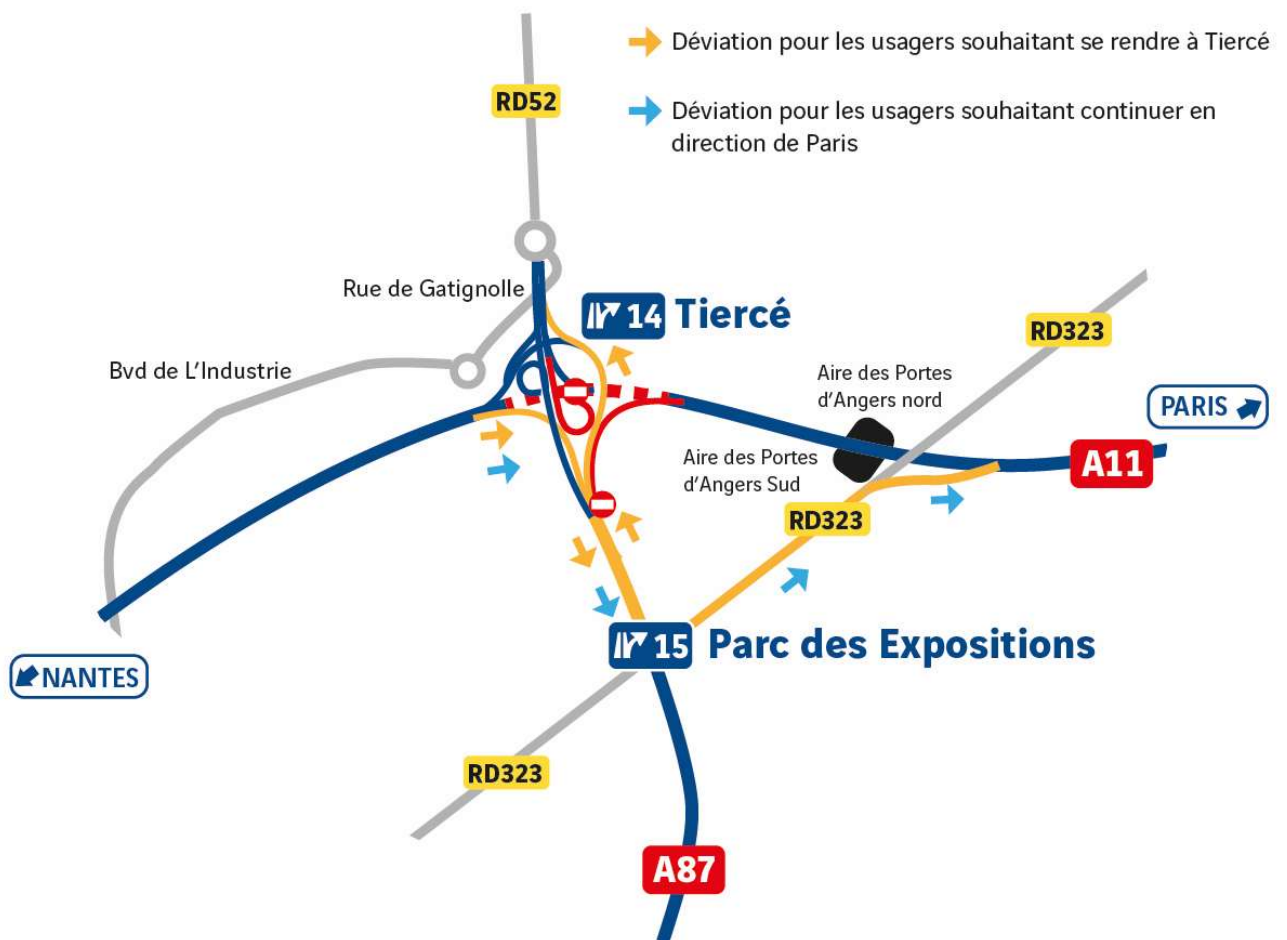 Déviation pour les usagers souhaitant se rendre à Tiercé
RD52
Déviation pour les usagers souhaitant continuer en
direction de Paris
Rue de Gatignolle
14 Tiercé
RD323
Bvd de L'Industrie
Aire des Portes
d'Angers nord
PARIS
Aire des Portes
d'Angers Sud
A11
RD323
15 Parc des Expositions
NANTES
RD323
A87